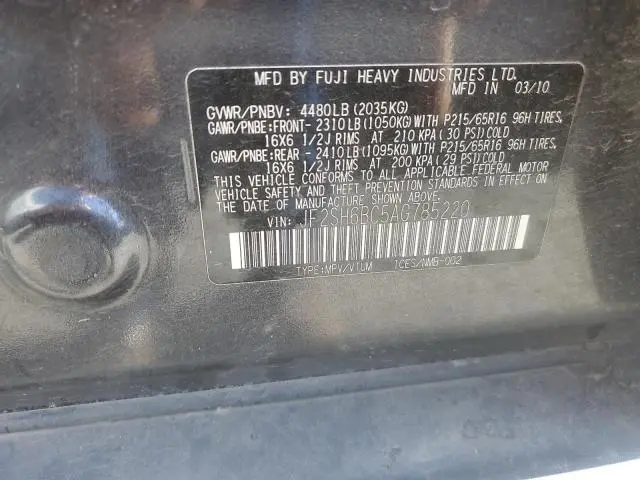 MFD BY FUJI HEAVY INDUSTRIES LTD.
MFD IN 03/10
GVWR/PNBV: 4480LB(2035KG)
GAWR/PNBE:FRONT- 2310LB(1050KG)WITH P215/65R16 96H TIRES,
16X6 1/2J RIMS AT 210 KPA(30 PSI)COLD
GAWR/PNBE:REAR - 2410LB(1095KG)WITH P215/65R16 96H TIRES,
16X6 1/2J RIMS AT 200 KPA(29 PSI)COLD
THIS VEHICLE CONFORMS TO ALL APPLICABLE FEDERAL MOTOR
VEHICLE SAFETY AND THEFT PREVENTION STANDARDS IN EFFECT ON
THE DATE OF MANUFACTURE SHOWN ABOVE.
VIN: JF2SH6BC5AG785220
TYPE:MPV/VTUM ICES/NMB-002